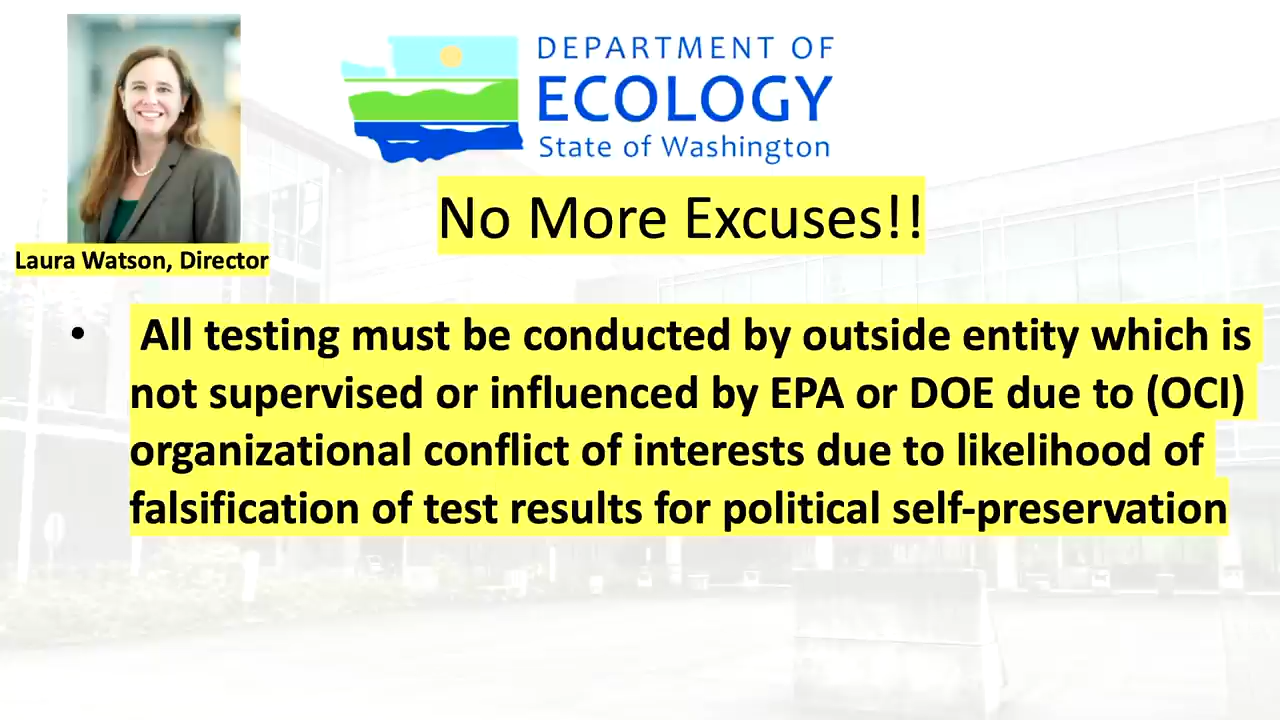 DEPARTMENT OF
ECOLOGY
State of Washington
No More Excuses!!
Laura Watson, Director
• All testing must be conducted by outside entity which is
not supervised or influenced by EPA or DOE due to (OCI)
organizational conflict of interests due to likelihood of
falsification of test results for political self-preservation